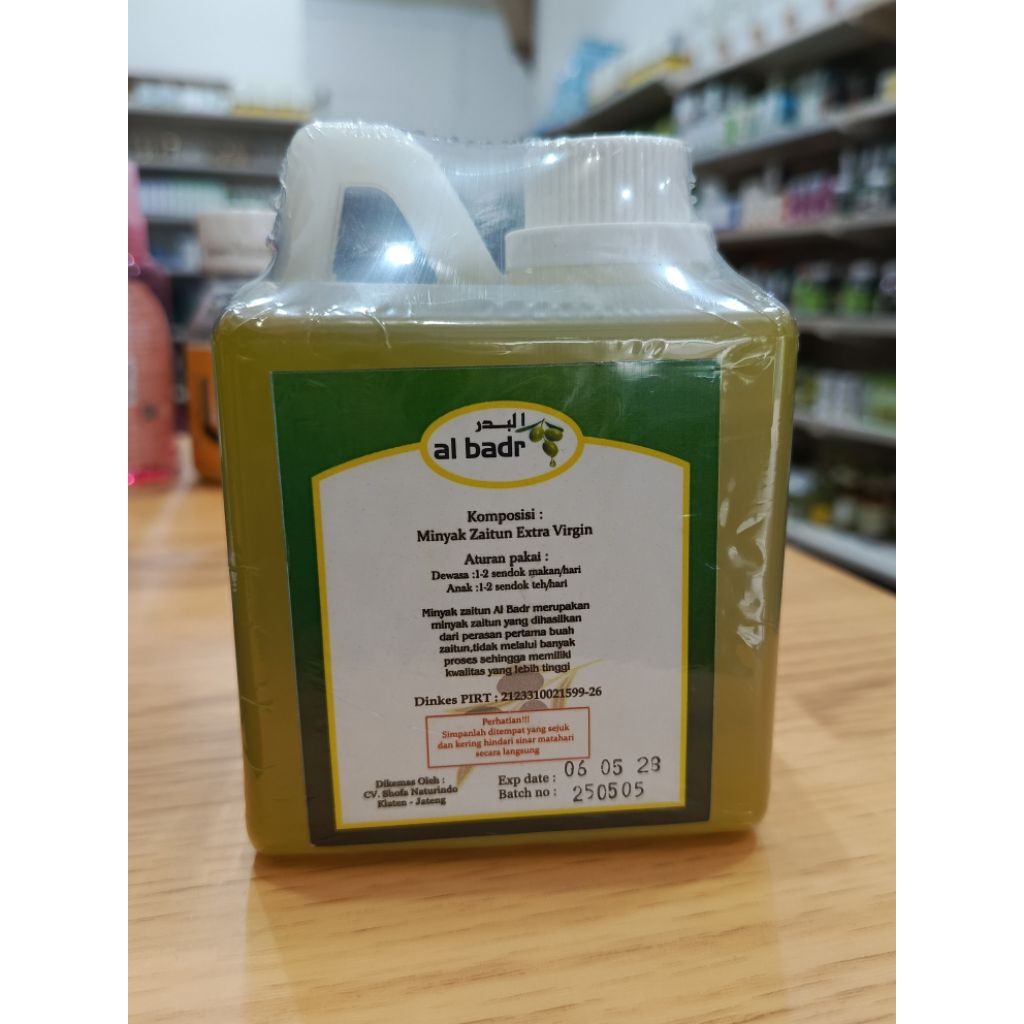 البدر
al badr
Komposisi :
Minyak Zaitun Extra Virgin
Aturan pakai :
Dewasa :1-2 sendok makan/hari
Anak :1-2 sendok teh/hari
Minyak zaitun Al Badr merupakan
minyak zaitun yang dihasilkan
dari perasan pertama buah
zaitun,tidak melalui banyak
proses sehingga memiliki
kwalitas yang lebih tinggi
Dinkes PIRT : 2123310021599-26
Perhatian!!!
Simpanlah ditempat yang sejuk
dan kering hindari sinar matahari
secara langsung
Dikemas Oleh :
CV. Shofa Naturindo
Klaten - Jateng
Exp date : 06 05 28
Batch no : 250505